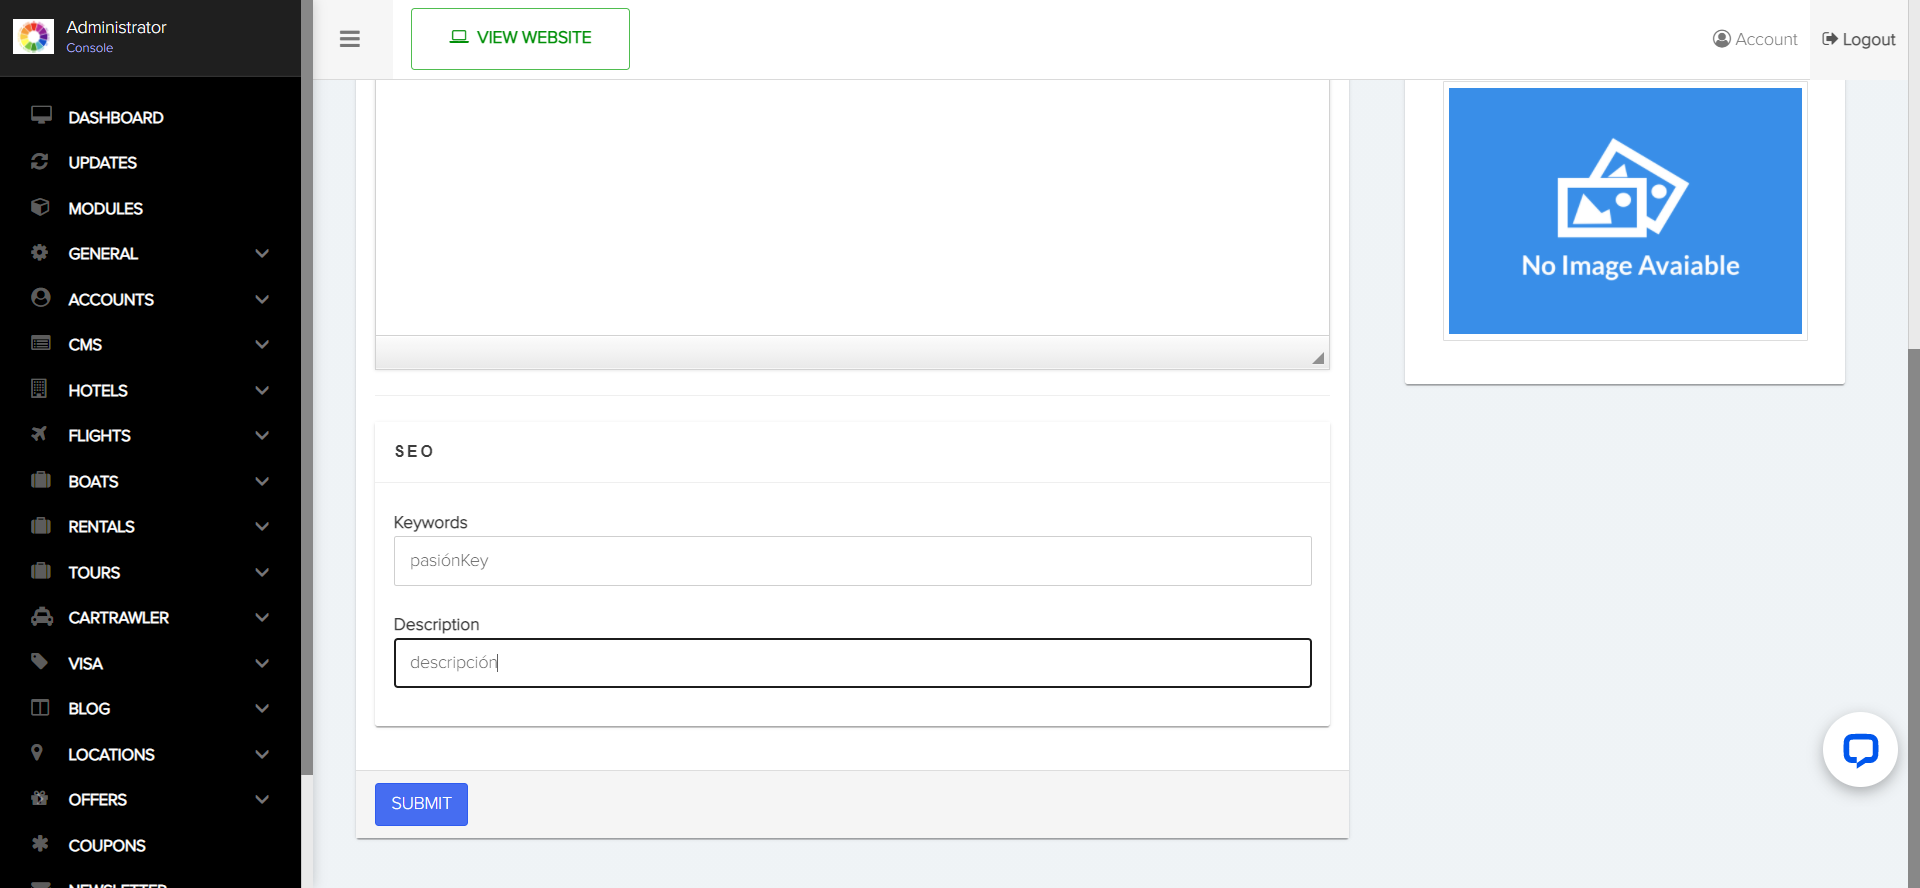 Administrator
Console
VIEW WEBSITE
Account
Logout
DASHBOARD
UPDATES
MODULES
GENERAL
ACCOUNTS
CMS
HOTELS
FLIGHTS
BOATS
RENTALS
TOURS
CARTRAWLER
VISA
BLOG
LOCATIONS
OFFERS
COUPONS
NEWSLETTER
SEO
Keywords
pasiónKey
Description
descripción
SUBMIT
No Image Avaiable